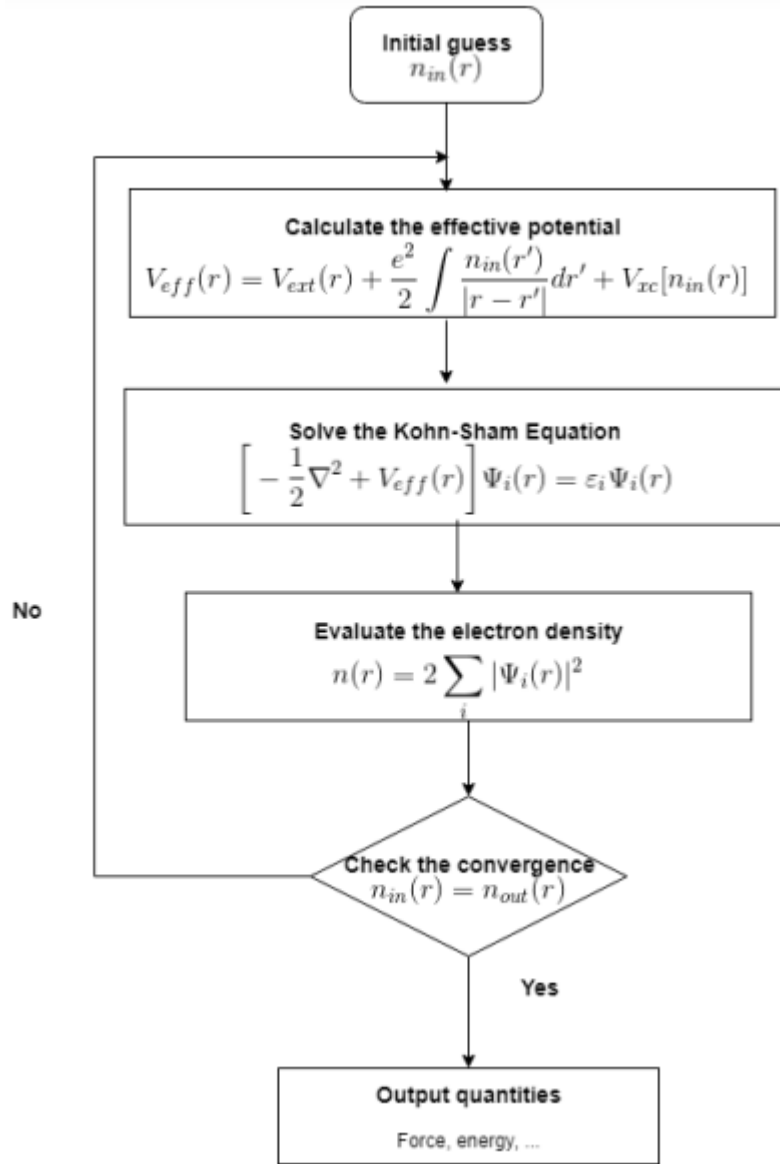 Initial guess
$n_{in}(r)$
Calculate the effective potential
$V_{eff}(r) = V_{ext}(r) + \frac{e^2}{2} \int \frac{n_{in}(r')}{|r - r'|} dr' + V_{xc}[n_{in}(r)]$
Solve the Kohn-Sham Equation
$\left[ -\frac{1}{2} \nabla^2 + V_{eff}(r) \right] \Psi_i(r) = \varepsilon_i \Psi_i(r)$
No
Evaluate the electron density
$n(r) = 2 \sum_i |\Psi_i(r)|^2$
Check the convergence
$n_{in}(r) = n_{out}(r)$
Yes
Output quantities
Force, energy, ...